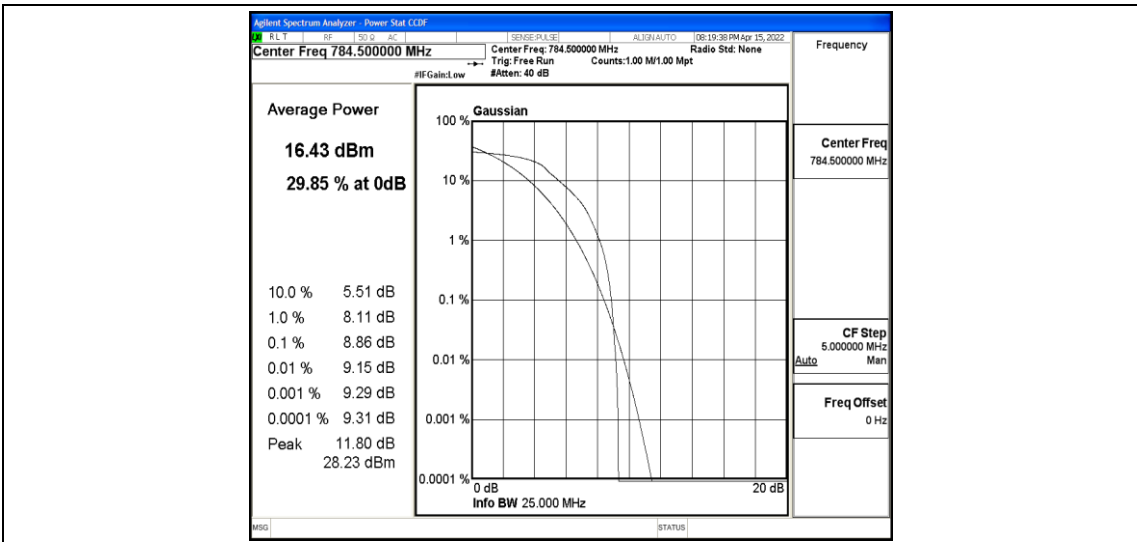 Agilent Spectrum Analyzer - Power Stat CCDF
LXI RLT RF 50 Ω AC SENSE:PULSE ALIGN AUTO 08:19:38 PM Apr 15, 2022
Center Freq 784.500000 MHz
Center Freq: 784.500000 MHz Radio Std: None
Trig: Free Run Counts:1.00 M/1.00 Mpt
#IFGain:Low #Atten: 40 dB
Average Power
16.43 dBm
29.85 % at 0dB
10.0 % 5.51 dB
1.0 % 8.11 dB
0.1 % 8.86 dB
0.01 % 9.15 dB
0.001 % 9.29 dB
0.0001 % 9.31 dB
Peak 11.80 dB
28.23 dBm
Gaussian
100 %
10 %
1 %
0.1 %
0.01 %
0.001 %
0.0001 %
0 dB 20 dB
Info BW 25.000 MHz
Frequency
Center Freq
784.500000 MHz
CF Step
5.000000 MHz
Auto Man
Freq Offset
0 Hz
MSG STATUS